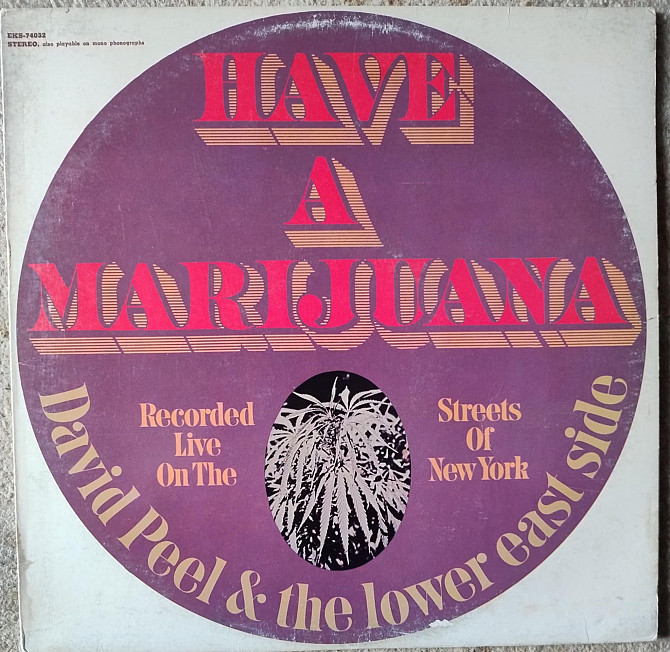 EKS-74032
STEREO, also playable on mono phonographs
HAVE
A
MARIJUANA
Recorded
Live
On The
Streets
Of
New York
David Peel & the lower east side